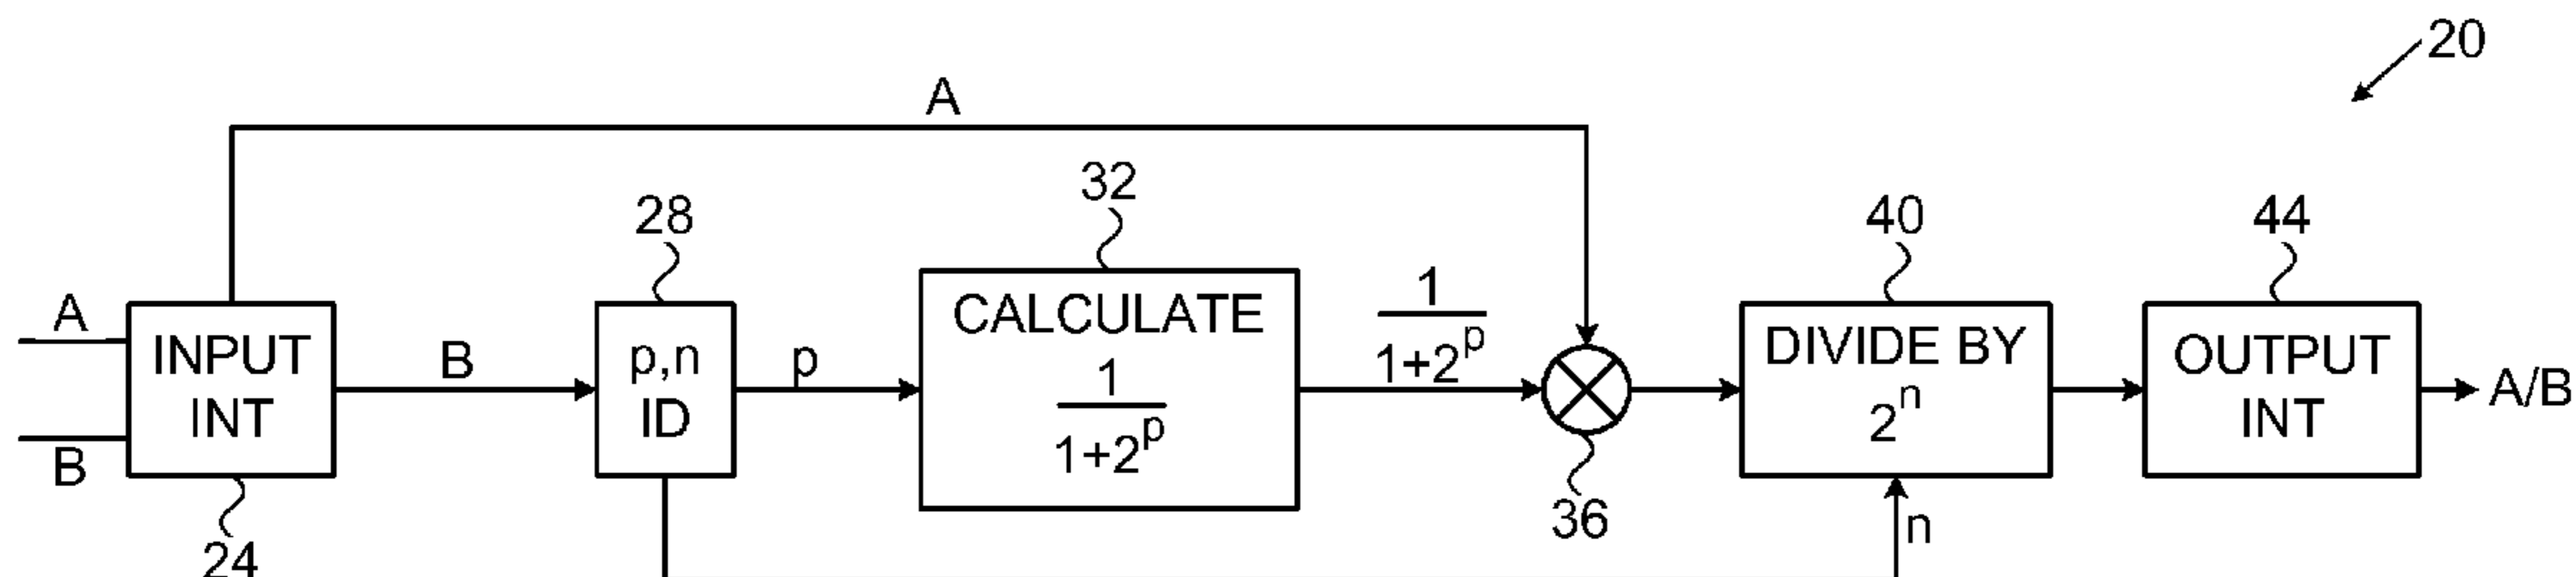 20
A
32
28
40
44
A
INPUT
INT
B
p,n
ID
p
CALCULATE
1
1+2^p
1
1+2^p
DIVIDE BY
2^n
OUTPUT
INT
A/B
B
24
36
n